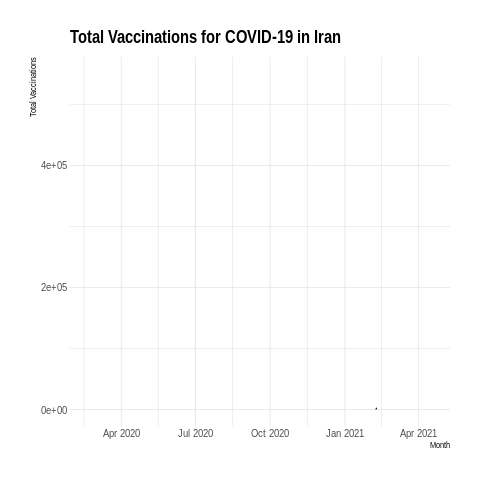 Total Vaccinations for COVID-19 in Iran
Total Vaccinations
4e+05
2e+05
0e+00
Apr 2020 Jul 2020 Oct 2020 Jan 2021 Apr 2021
Month